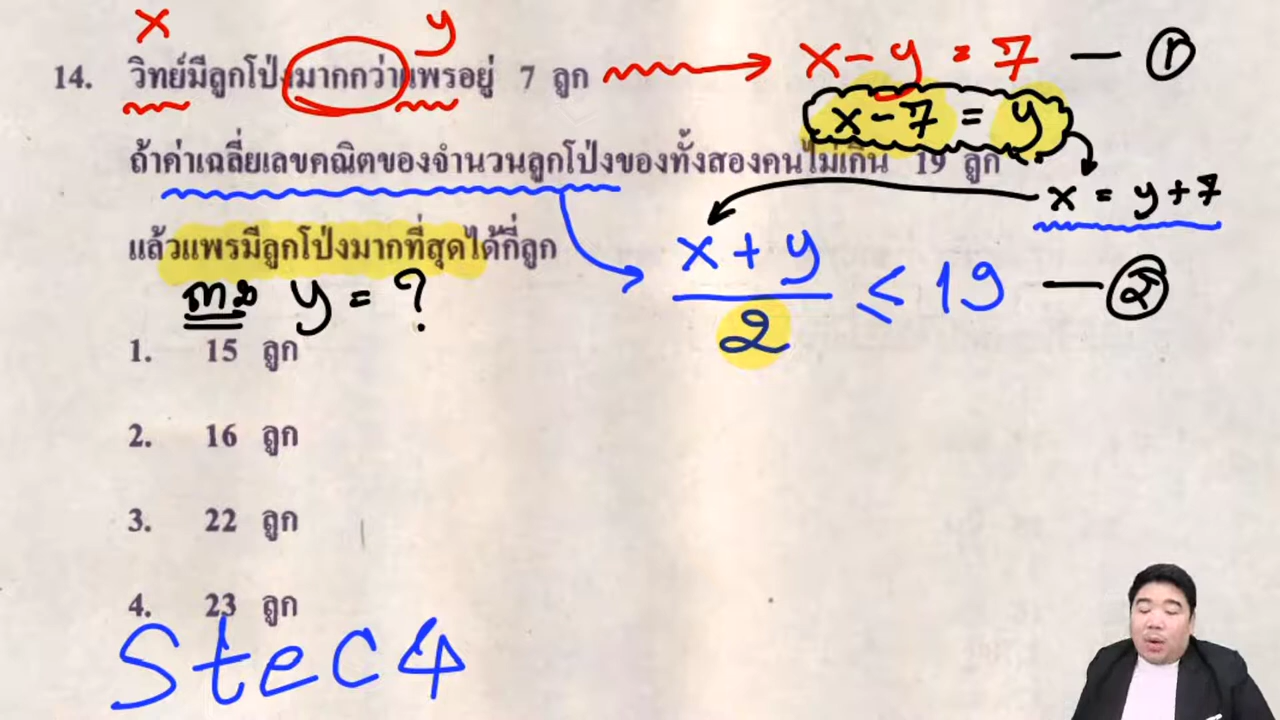 x y
14. วิทย์มีลูกโป่งมากกว่าแพรอยู่ 7 ลูก x - y = 7 — ①
x - 7 = y
ถ้าค่าเฉลี่ยเลขคณิตของจำนวนลูกโป่งของทั้งสองคนไม่เกิน 19 ลูก
x = y + 7
แล้วแพรมีลูกโป่งมากที่สุดได้กี่ลูก
x + y
2
≤ 19 — ②
y = ?
1. 15 ลูก
2. 16 ลูก
3. 22 ลูก
4. 23 ลูก
Stec4